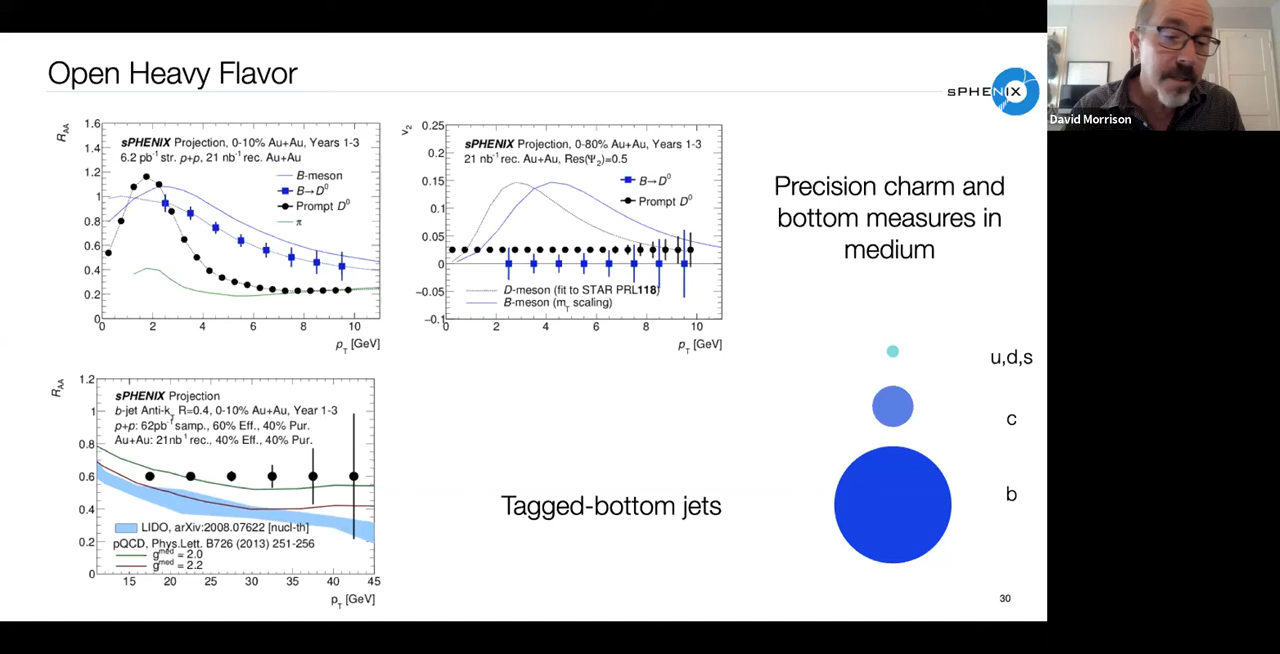 Open Heavy Flavor
sPHENIX
David Morrison
R_AA
1.6
1.4
1.2
1
0.8
0.6
0.4
0.2
0
sPHENIX Projection, 0-10% Au+Au, Years 1-3
6.2 pb⁻¹ str. p+p, 21 nb⁻¹ rec. Au+Au
B-meson
B→D⁰
Prompt D⁰
π
0 2 4 6 8 10
p_T [GeV]
v₂
0.25
0.2
0.15
0.1
0.05
0
−0.05
−0.1
sPHENIX Projection, 0-80% Au+Au, Years 1-3
21 nb⁻¹ rec. Au+Au, Res(Ψ₂)=0.5
B→D⁰
Prompt D⁰
D-meson (fit to STAR PRL118)
B-meson (m_T scaling)
0 2 4 6 8 10
p_T [GeV]
Precision charm and
bottom measures in
medium
u,d,s
c
b
R_AA
1.2
1
0.8
0.6
0.4
0.2
0
sPHENIX Projection
b-jet Anti-k_T R=0.4, 0-10% Au+Au, Year 1-3
p+p: 62pb⁻¹ samp., 60% Eff., 40% Pur.
Au+Au: 21nb⁻¹ rec., 40% Eff., 40% Pur.
LIDO, arXiv:2008.07622 [nucl-th]
pQCD, Phys.Lett. B726 (2013) 251-256
g^med = 2.0
g^med = 2.2
15 20 25 30 35 40 45
p_T [GeV]
Tagged-bottom jets
30